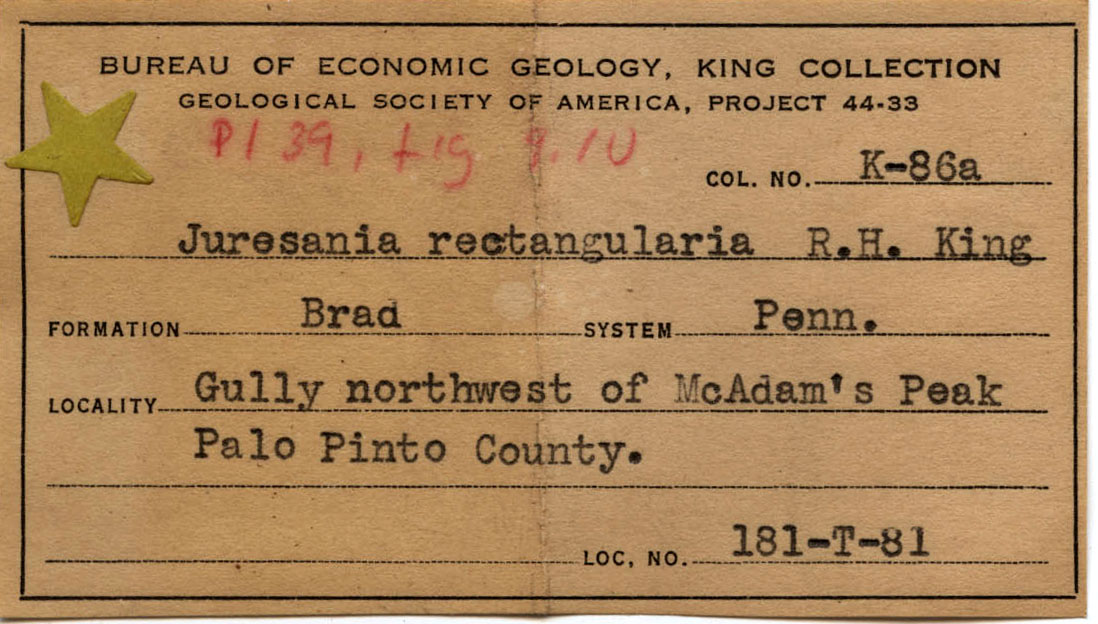 BUREAU OF ECONOMIC GEOLOGY, KING COLLECTION
GEOLOGICAL SOCIETY OF AMERICA, PROJECT 44-33
Pl 39, fig 9.10
COL. NO. K-86a
Juresania rectangularia R.H. King
FORMATION Brad SYSTEM Penn.
LOCALITY Gully northwest of McAdam's Peak
Palo Pinto County.
LOC, NO. 181-T-81